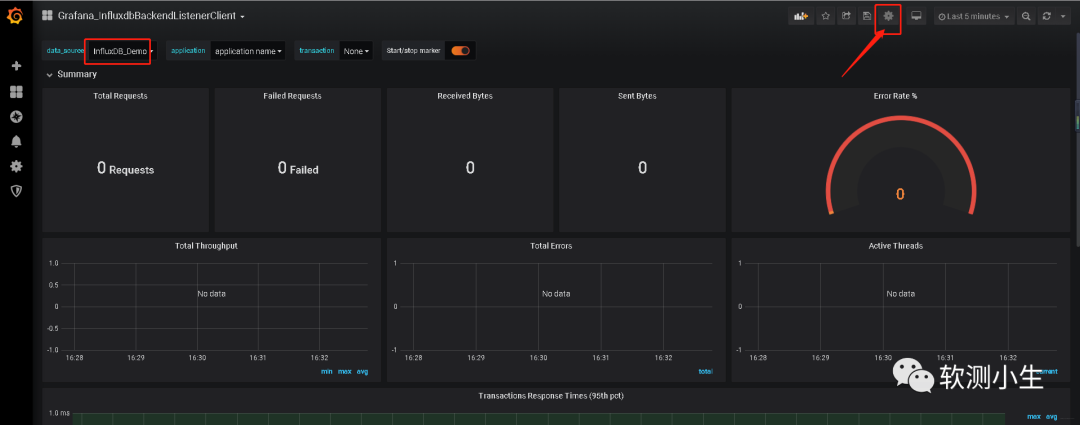 Grafana_InfluxdbBackendListenerClient
Last 5 minutes
data_source InfluxDB_Demo application application name transaction None Start/stop marker
Summary
Total Requests Failed Requests Received Bytes Sent Bytes Error Rate %
0 Requests 0 Failed 0 0 0
Total Throughput Total Errors Active Threads
1.0 0.5 0 -0.5 -1.0
No data
16:28 16:29 16:30 16:31 16:32
min max avg
1 0 -1
No data
16:28 16:29 16:30 16:31 16:32
total
1 0 -1
No data
16:28 16:29 16:30 16:31 16:32
软测小生
Transactions Response Times (95th pct)
1.0 ms
max avg